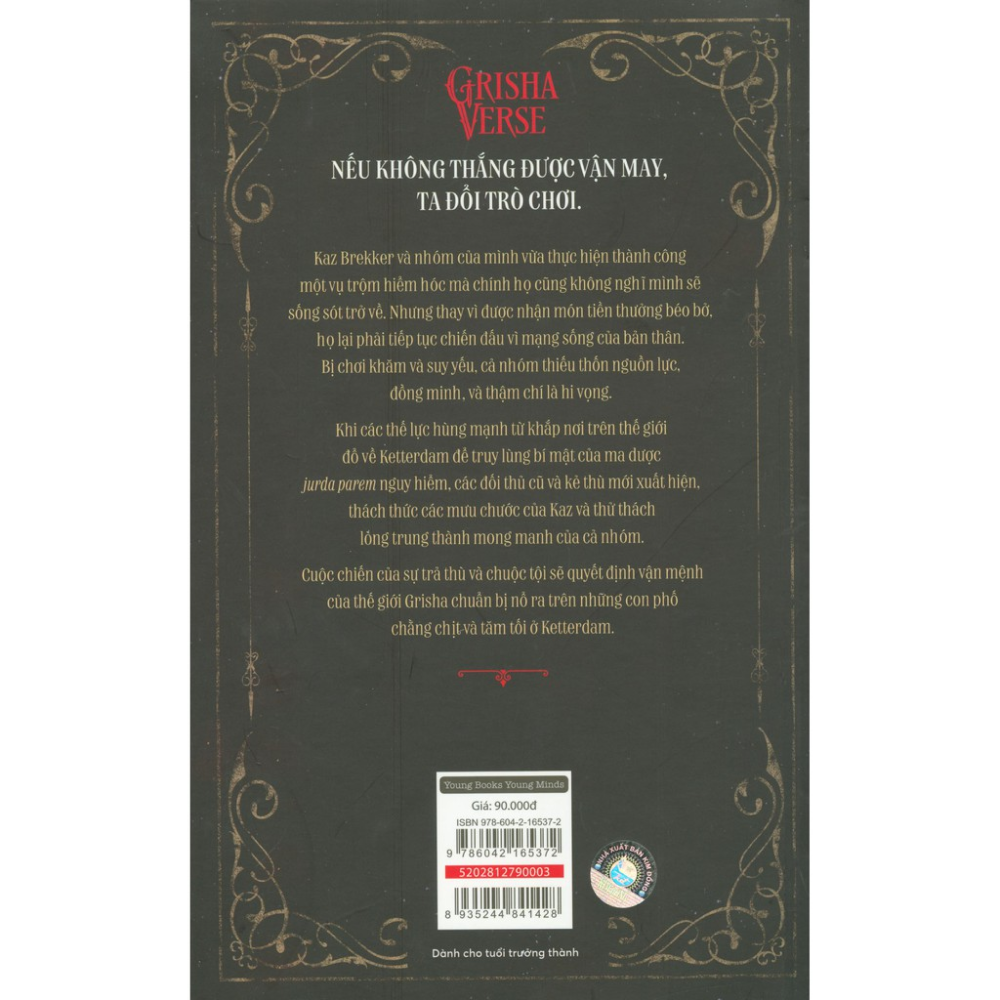 GRISHA
VERSE
NẾU KHÔNG THẮNG ĐƯỢC VẬN MAY,
TA ĐỔI TRÒ CHƠI.
Kaz Brekker và nhóm của mình vừa thực hiện thành công
một vụ trộm hiểm hóc mà chính họ cũng không nghĩ mình sẽ
sống sót trở về. Nhưng thay vì được nhận món tiền thưởng béo bở,
họ lại phải tiếp tục chiến đấu vì mạng sống của bản thân.
Bị chơi khăm và suy yếu, cả nhóm thiếu thốn nguồn lực,
đồng minh, và thậm chí là hi vọng.
Khi các thế lực hùng mạnh từ khắp nơi trên thế giới
đổ về Ketterdam để truy lùng bí mật của ma dược
jurda parem nguy hiểm, các đối thủ cũ và kẻ thù mới xuất hiện,
thách thức các mưu chước của Kaz và thử thách
lòng trung thành mong manh của cả nhóm.
Cuộc chiến của sự trả thù và chuộc tội sẽ quyết định vận mệnh
của thế giới Grisha chuẩn bị nổ ra trên những con phố
chằng chịt và tăm tối ở Ketterdam.
Young Books Young Minds
Giá: 90.000đ
ISBN 978-604-2-16537-2
9 786042 165372
5202812790003
8 935244 841428
NHÀ XUẤT BẢN KIM ĐỒNG
Dành cho tuổi trưởng thành